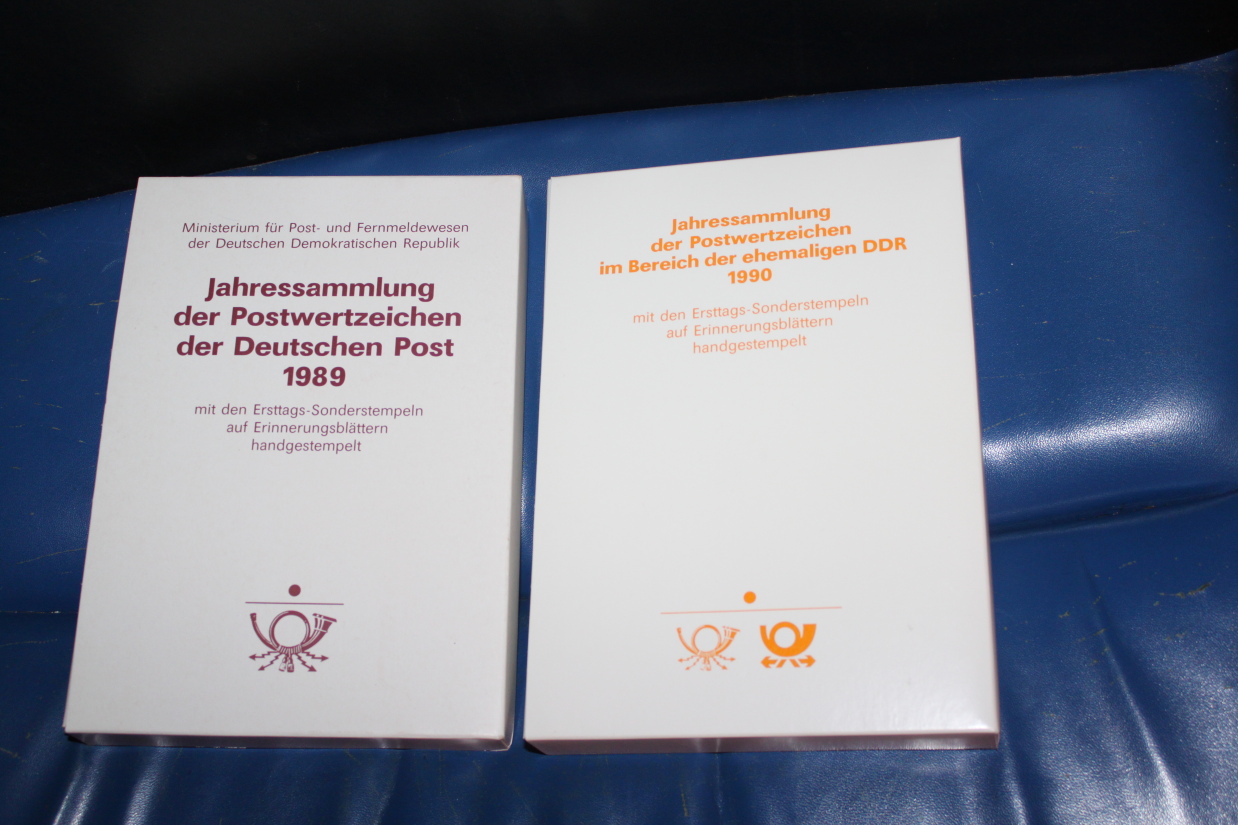 Ministerium für Post- und Fernmeldewesen
der Deutschen Demokratischen Republik
Jahressammlung
der Postwertzeichen
der Deutschen Post
1989
mit den Ersttags-Sonderstempeln
auf Erinnerungsblättern
handgestempelt
Jahressammlung
der Postwertzeichen
im Bereich der ehemaligen DDR
1990
mit den Ersttags-Sonderstempeln
auf Erinnerungsblättern
handgestempelt